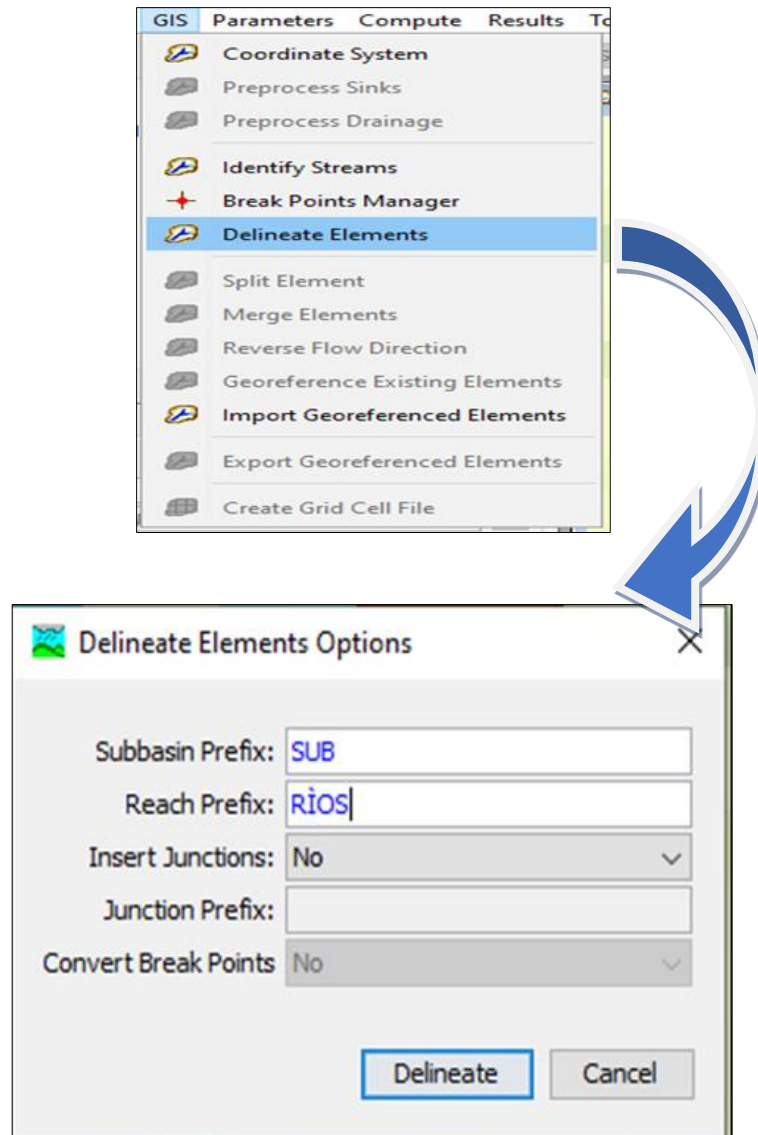 GIS Parameters Compute Results
Coordinate System
Preprocess Sinks
Preprocess Drainage
Identify Streams
Break Points Manager
Delineate Elements
Split Element
Merge Elements
Reverse Flow Direction
Georeference Existing Elements
Import Georeferenced Elements
Export Georeferenced Elements
Create Grid Cell File
Delineate Elements Options
Subbasin Prefix: SUB
Reach Prefix: RÌOS
Insert Junctions: No
Junction Prefix:
Convert Break Points No
Delineate Cancel